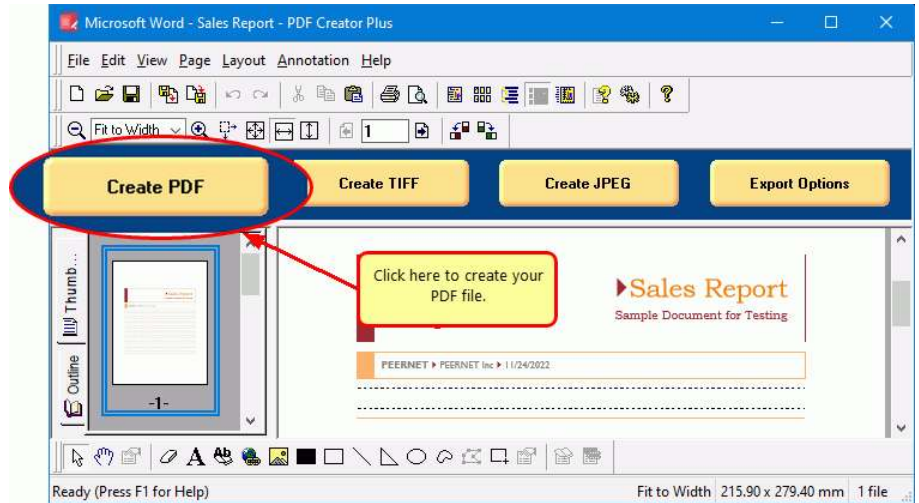 Microsoft Word - Sales Report - PDF Creator Plus
File Edit View Page Layout Annotation Help
Fit to Width
1
Create PDF
Create TIFF
Create JPEG
Export Options
Thumb...
Outline
-1-
Click here to create your
PDF file.
Sales Report
Sample Document for Testing
PEERNET PEERNET Inc 11/24/2022
Ready (Press F1 for Help)
Fit to Width 215.90 x 279.40 mm 1 file